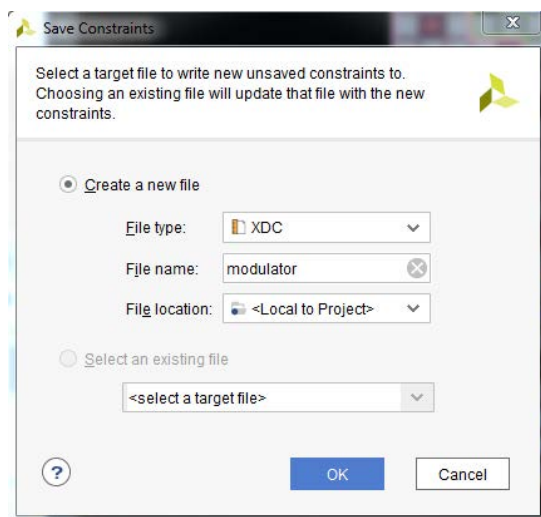 Save Constraints
X
Select a target file to write new unsaved constraints to.
Choosing an existing file will update that file with the new
constraints.
Create a new file
File type: XDC
File name: modulator
File location: <Local to Project>
Select an existing file
<select a target file>
? OK Cancel